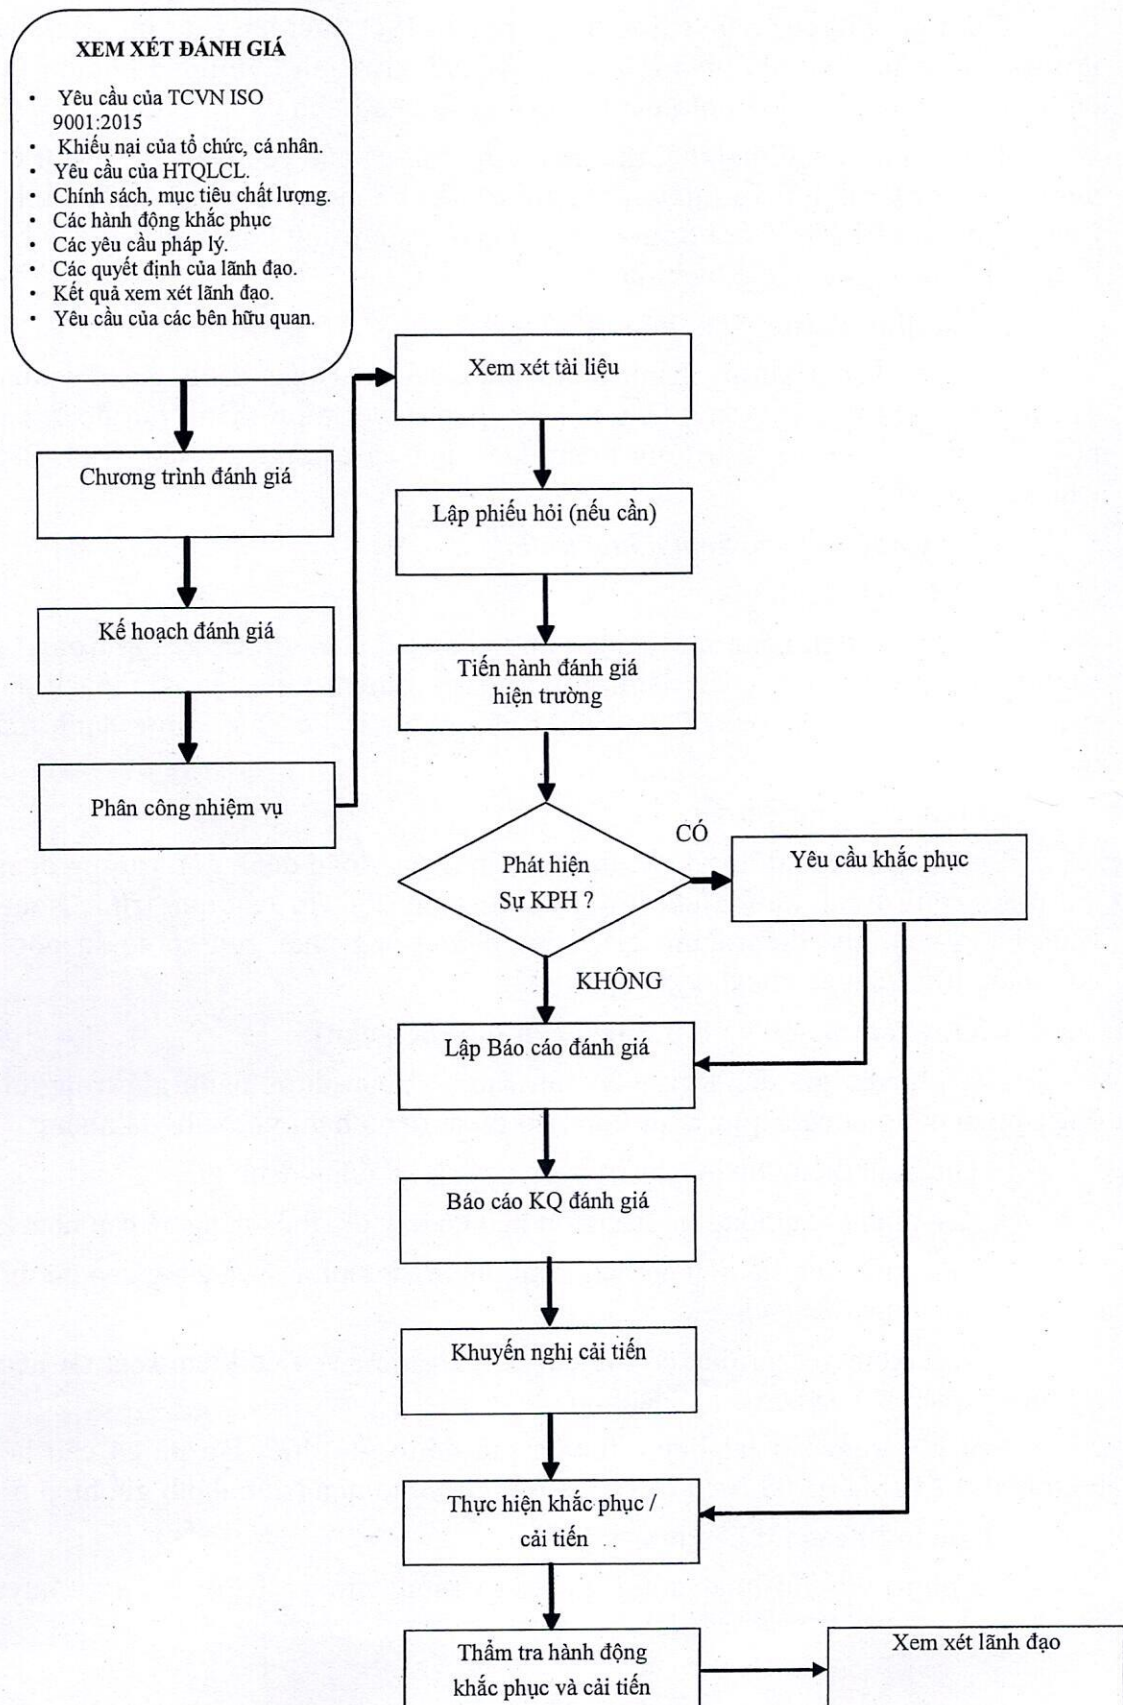 XEM XÉT ĐÁNH GIÁ
• Yêu cầu của TCVN ISO
9001:2015
• Khiếu nại của tổ chức, cá nhân.
• Yêu cầu của HTQLCL.
• Chính sách, mục tiêu chất lượng.
• Các hành động khắc phục
• Các yêu cầu pháp lý.
• Các quyết định của lãnh đạo.
• Kết quả xem xét lãnh đạo.
• Yêu cầu của các bên hữu quan.
Chương trình đánh giá
Kế hoạch đánh giá
Phân công nhiệm vụ
Xem xét tài liệu
Lập phiếu hỏi (nếu cần)
Tiến hành đánh giá
hiện trường
Phát hiện
Sự KPH ?
CÓ
Yêu cầu khắc phục
KHÔNG
Lập Báo cáo đánh giá
Báo cáo KQ đánh giá
Khuyến nghị cải tiến
Thực hiện khắc phục /
cải tiến
Thẩm tra hành động
khắc phục và cải tiến
Xem xét lãnh đạo